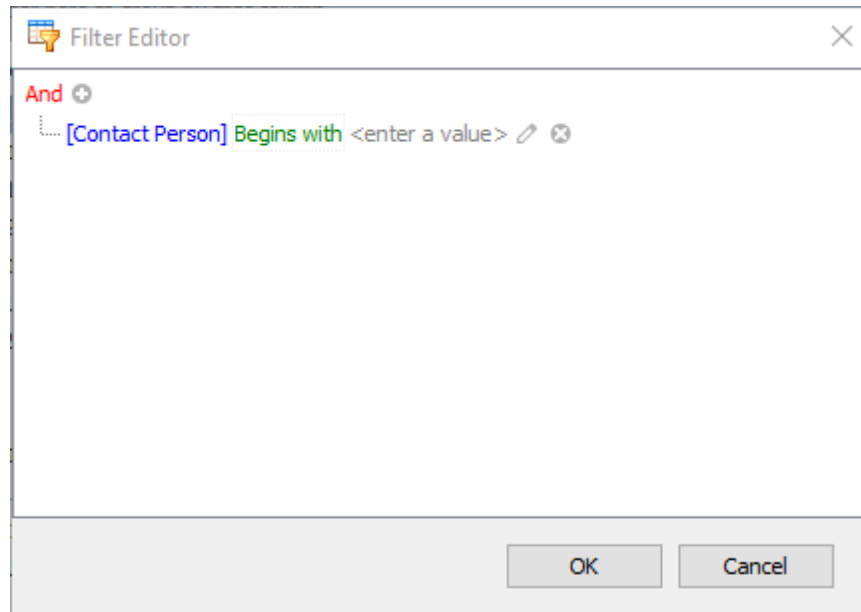 Filter Editor
And
[Contact Person] Begins with <enter a value>
OK
Cancel